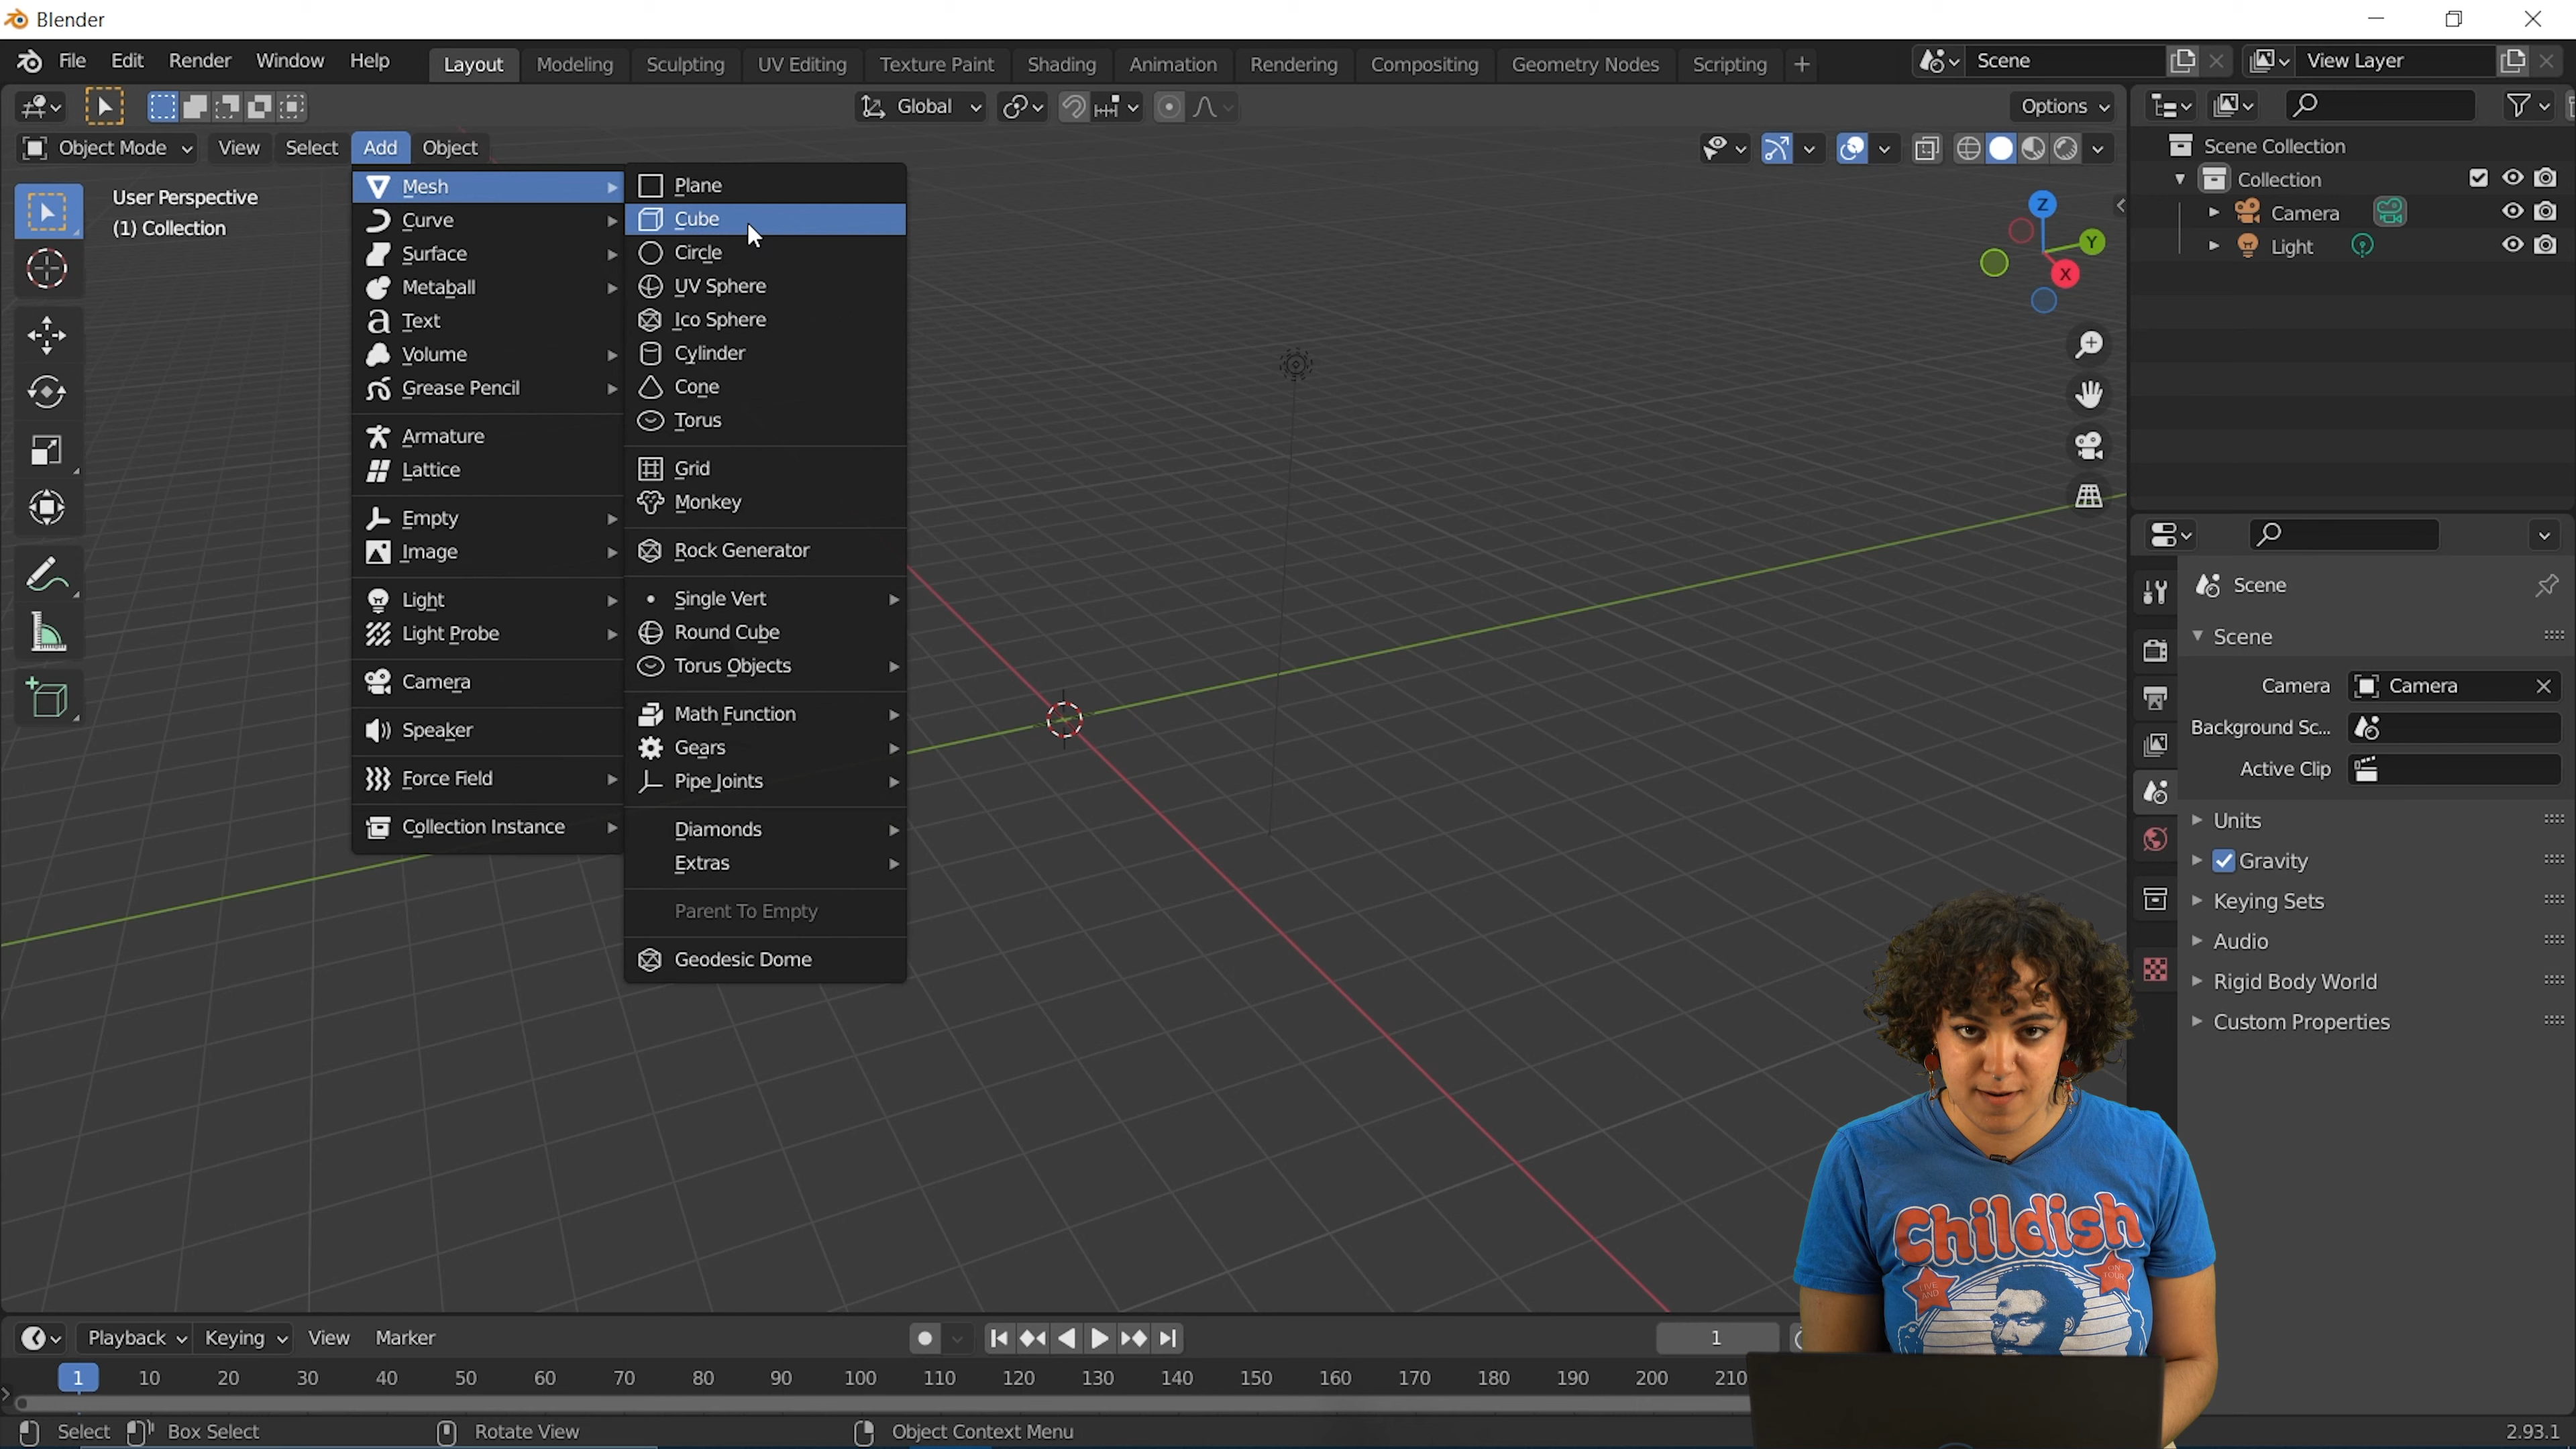 Blender
File Edit Render Window Help Layout Modeling Sculpting UV Editing Texture Paint Shading Animation Rendering Compositing Geometry Nodes Scripting + Scene View Layer
Global Options
Object Mode View Select Add Object
User Perspective
(1) Collection
Mesh
Curve
Surface
Metaball
Text
Volume
Grease Pencil
Armature
Lattice
Empty
Image
Light
Light Probe
Camera
Speaker
Force Field
Collection Instance
Plane
Cube
Circle
UV Sphere
Ico Sphere
Cylinder
Cone
Torus
Grid
Monkey
Rock Generator
Single Vert
Round Cube
Torus Objects
Math Function
Gears
Pipe Joints
Diamonds
Extras
Parent To Empty
Geodesic Dome
Z
Y
X
Scene Collection
Collection
Camera
Light
Scene
Scene
Camera Camera
Background Sc...
Active Clip
Units
Gravity
Keying Sets
Audio
Rigid Body World
Custom Properties
Childish
LIVE AND
ON TOUR
Playback Keying View Marker 1
1 10 20 30 40 50 60 70 80 90 100 110 120 130 140 150 160 170 180 190 200 210
Select Box Select Rotate View Object Context Menu 2.93.1